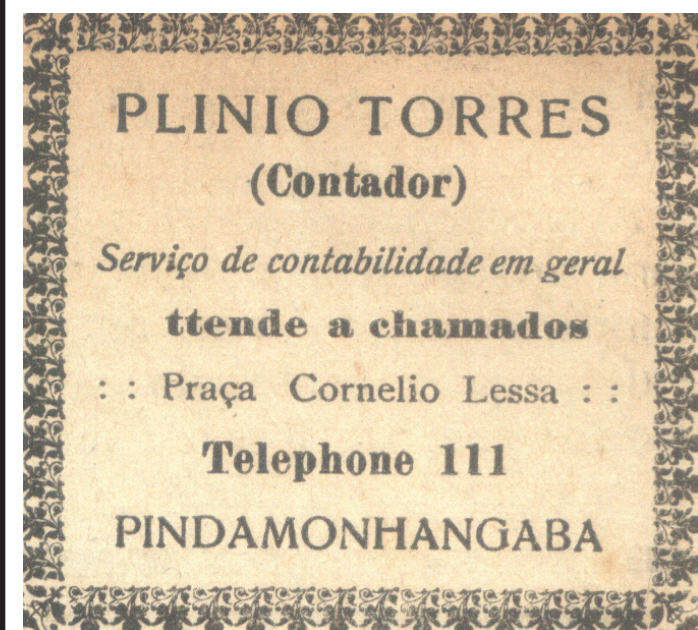 PLINIO TORRES
(Contador)
Serviço de contabilidade em geral
ttende a chamados
: : Praça Cornelio Lessa : :
Telephone 111
PINDAMONHANGABA